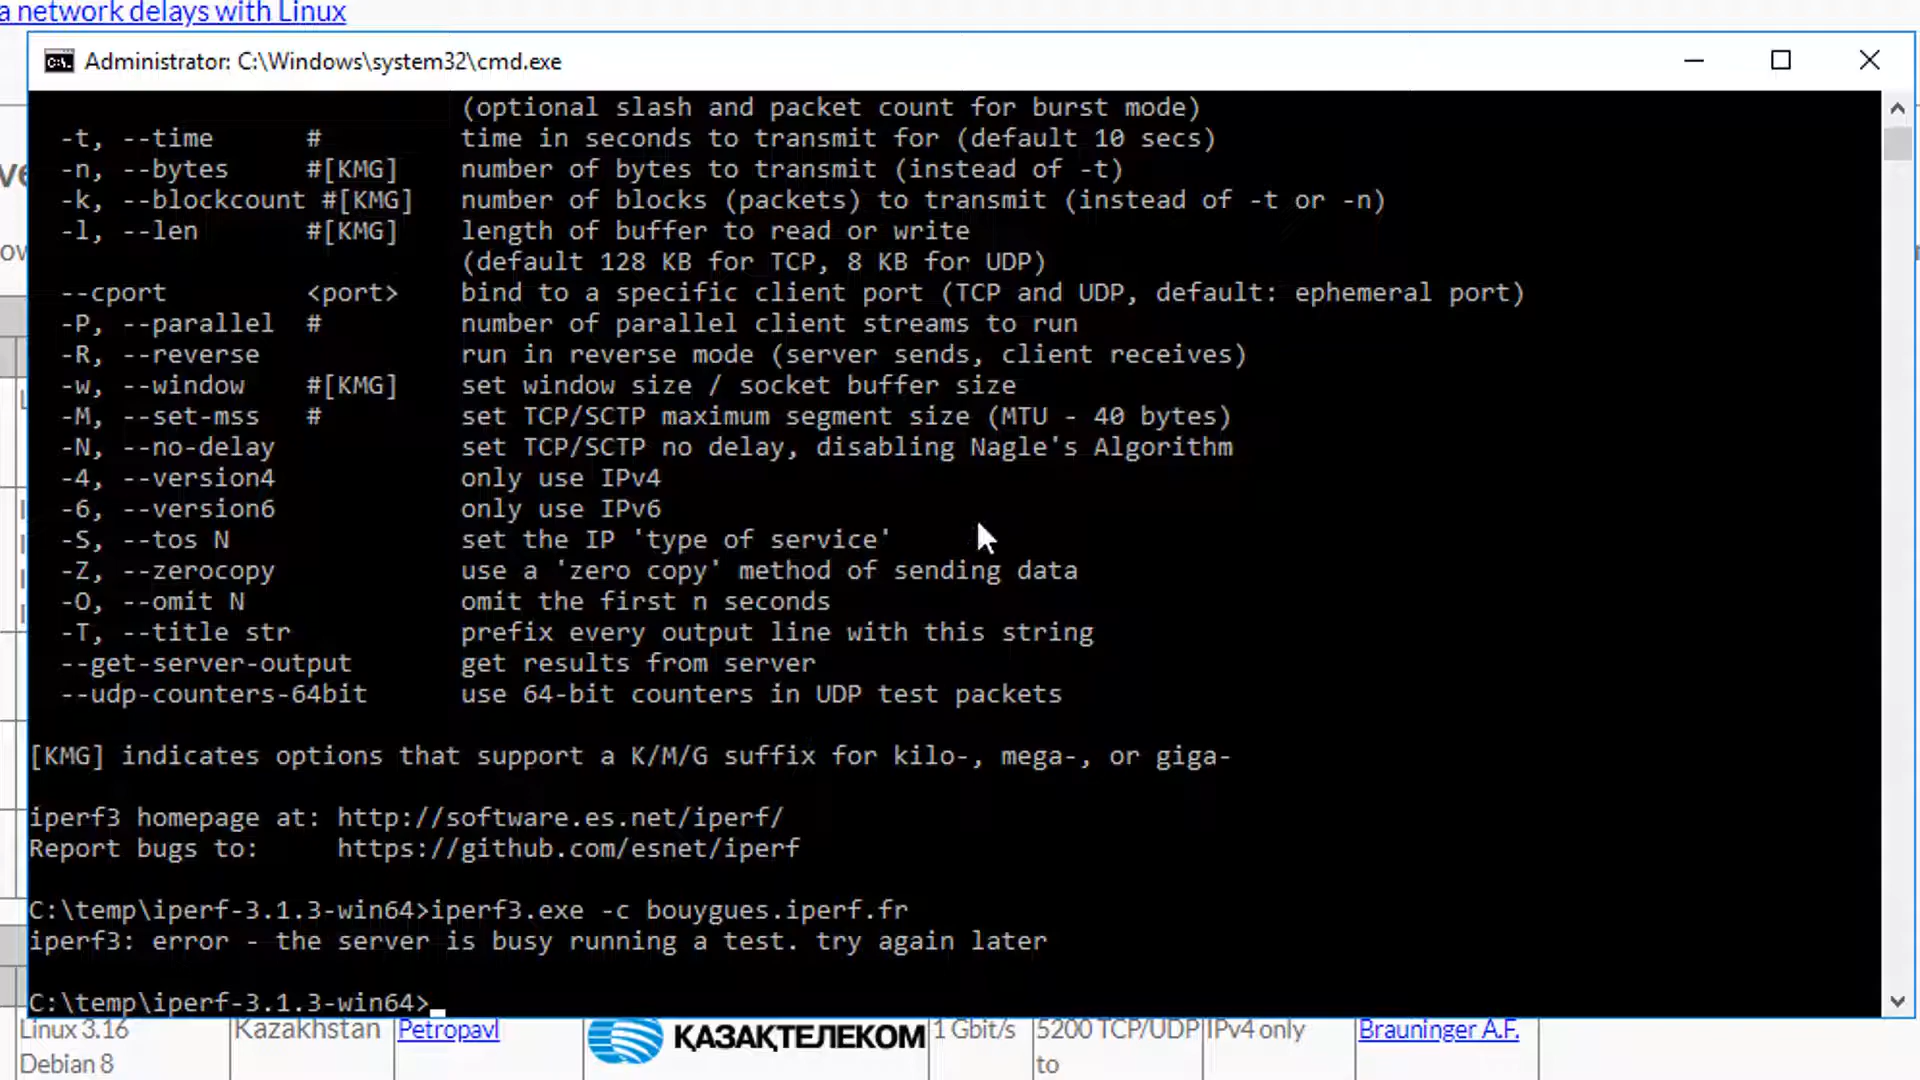 a network delays with Linux
Administrator: C:\Windows\system32\cmd.exe
(optional slash and packet count for burst mode)
-t, --time # time in seconds to transmit for (default 10 secs)
-n, --bytes #[KMG] number of bytes to transmit (instead of -t)
-k, --blockcount #[KMG] number of blocks (packets) to transmit (instead of -t or -n)
-l, --len #[KMG] length of buffer to read or write
(default 128 KB for TCP, 8 KB for UDP)
--cport <port> bind to a specific client port (TCP and UDP, default: ephemeral port)
-P, --parallel # number of parallel client streams to run
-R, --reverse run in reverse mode (server sends, client receives)
-w, --window #[KMG] set window size / socket buffer size
-M, --set-mss # set TCP/SCTP maximum segment size (MTU - 40 bytes)
-N, --no-delay set TCP/SCTP no delay, disabling Nagle's Algorithm
-4, --version4 only use IPv4
-6, --version6 only use IPv6
-S, --tos N set the IP 'type of service'
-Z, --zerocopy use a 'zero copy' method of sending data
-O, --omit N omit the first n seconds
-T, --title str prefix every output line with this string
--get-server-output get results from server
--udp-counters-64bit use 64-bit counters in UDP test packets
[KMG] indicates options that support a K/M/G suffix for kilo-, mega-, or giga-
iperf3 homepage at: http://software.es.net/iperf/
Report bugs to: https://github.com/esnet/iperf
C:\temp\iperf-3.1.3-win64>iperf3.exe -c bouygues.iperf.fr
iperf3: error - the server is busy running a test. try again later
C:\temp\iperf-3.1.3-win64>
Linux 3.16 Kazakhstan Petropavl ҚАЗАҚТЕЛЕКОМ 1 Gbit/s 5200 TCP/UDP IPv4 only Brauninger A.F.
Debian 8 to